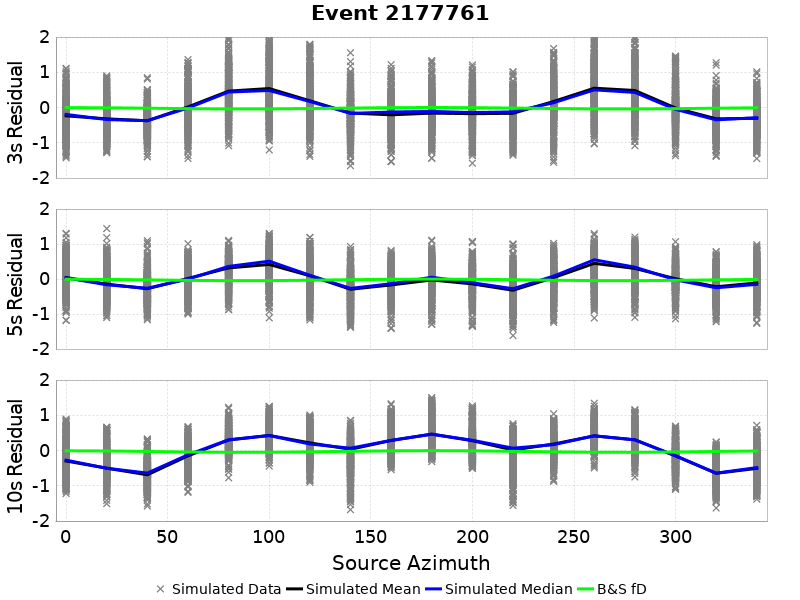 Event 2177761
3s Residual
2
1
0
-1
-2
5s Residual
2
1
0
-1
-2
10s Residual
2
1
0
-1
-2
0 50 100 150 200 250 300
Source Azimuth
Simulated Data Simulated Mean Simulated Median B&S fD